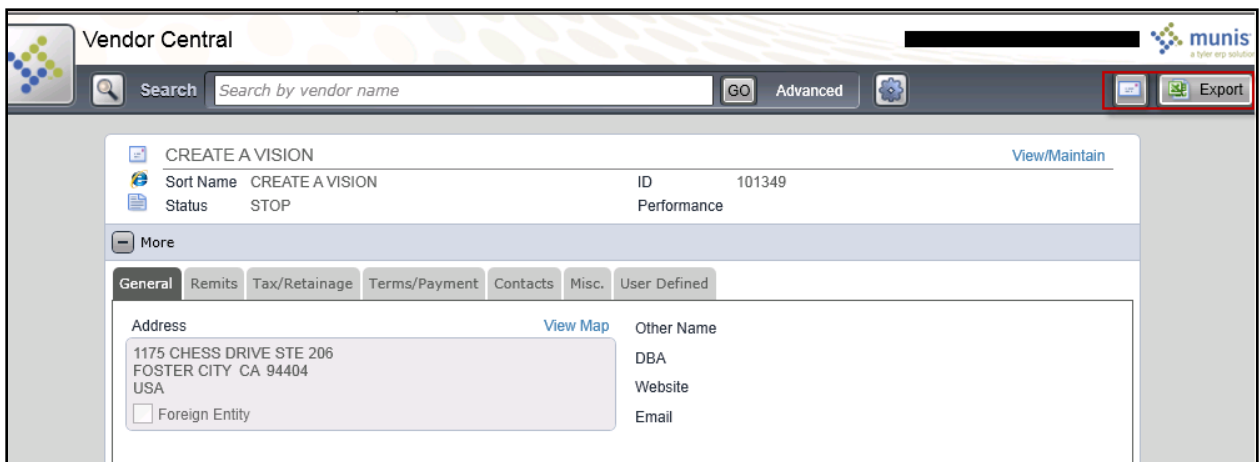 Vendor Central
munis
a tyler erp solution
Search Search by vendor name GO Advanced Export
CREATE A VISION View/Maintain
Sort Name CREATE A VISION ID 101349
Status STOP Performance
More
General Remits Tax/Retainage Terms/Payment Contacts Misc. User Defined
Address View Map Other Name
1175 CHESS DRIVE STE 206
FOSTER CITY CA 94404
USA
Foreign Entity
DBA
Website
Email